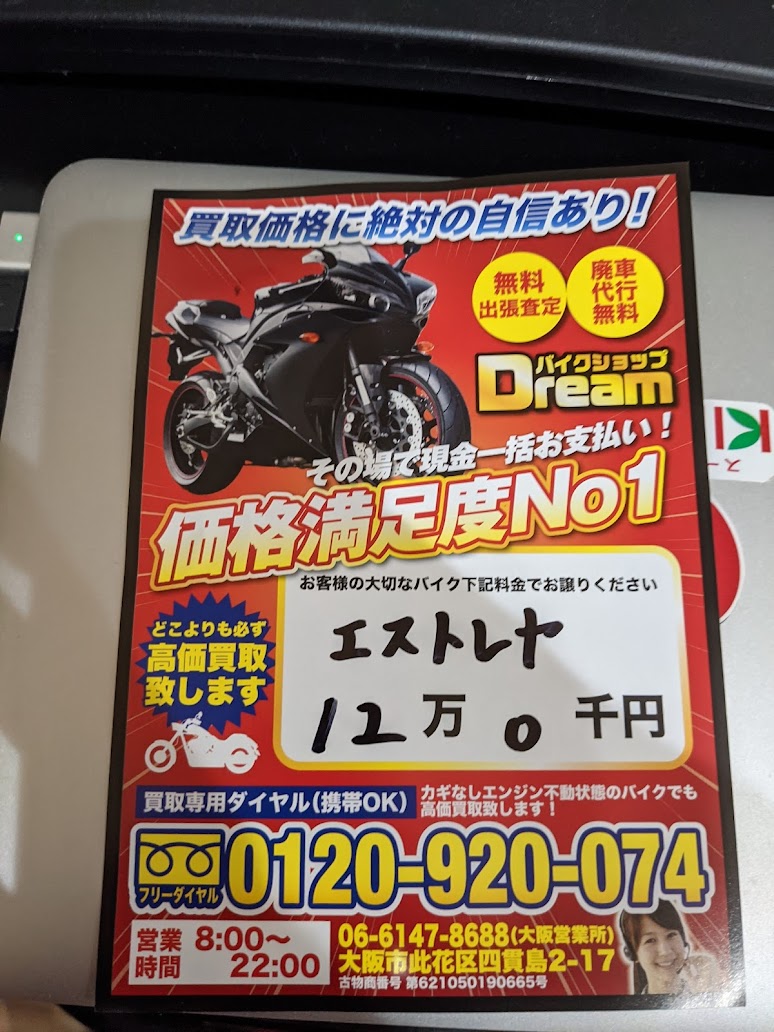 買取価格に絶対の自信あり!
無料
出張査定
廃車
代行
無料
バイクショップ
Dream
その場で現金一括お支払い!
価格満足度No1
お客様の大切なバイク下記料金でお譲りください
エストレヤ
12万0千円
どこよりも必ず
高価買取
致します
買取専用ダイヤル(携帯OK)
カギなしエンジン不動状態のバイクでも
高価買取致します!
フリーダイヤル
0120-920-074
営業時間
8:00〜22:00
06-6147-8688(大阪営業所)
大阪市此花区四貫島2-17
古物商番号 第621050190665号